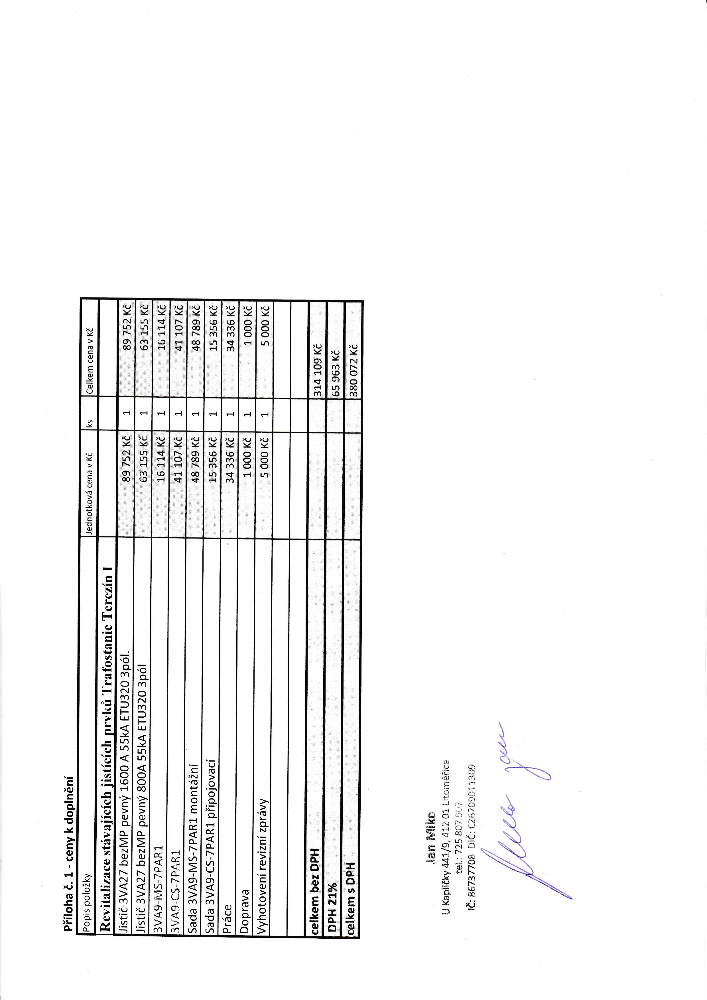 Příloha č. 1 - ceny k doplnění
Popis položky Jednotková cena v Kč ks Celkem cena v Kč
Revitalizace stávajících jistících prvků Trafostanic Terezín I
Jistič 3VA27 bezMP pevný 1600 A 55kA ETU320 3pól. 89 752 Kč 1 89 752 Kč
Jistič 3VA27 bezMP pevný 800A 55kA ETU320 3pól 63 155 Kč 1 63 155 Kč
3VA9-MS-7PAR1 16 114 Kč 1 16 114 Kč
3VA9-CS-7PAR1 41 107 Kč 1 41 107 Kč
Sada 3VA9-MS-7PAR1 montážní 48 789 Kč 1 48 789 Kč
Sada 3VA9-CS-7PAR1 připojovací 15 356 Kč 1 15 356 Kč
Práce 34 336 Kč 1 34 336 Kč
Doprava 1 000 Kč 1 1 000 Kč
Vyhotovení revizní zprávy 5 000 Kč 1 5 000 Kč
celkem bez DPH 314 109 Kč
DPH 21% 65 963 Kč
celkem s DPH 380 072 Kč
Jan Miko
U Kapličky 441/9, 412 01 Litoměřice
tel.: 725 807 907
IČ: 86737708 DIČ: CZ6709011309